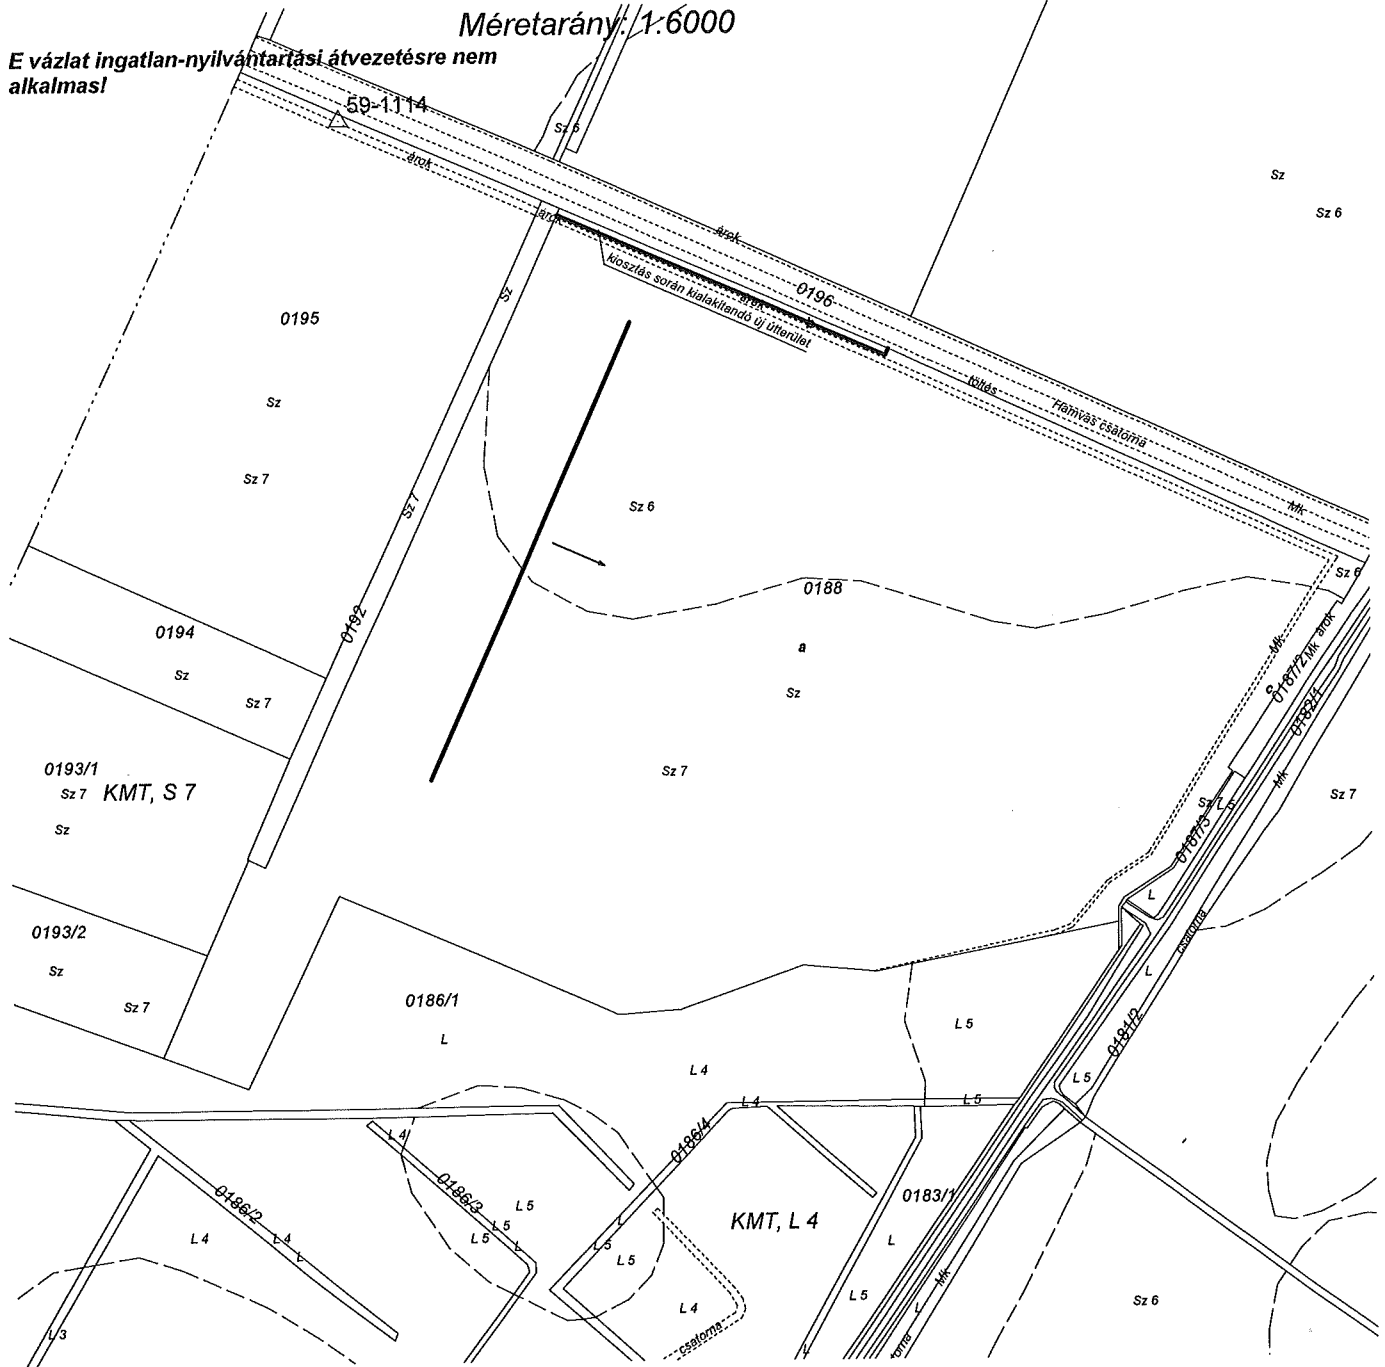 Méretarány: 1:6000
E vázlat ingatlan-nyilvántartási átvezetésre nem
alkalmas!
59-1114
Sz 6
árok
Sz
Sz 6
árok
árok
kiosztás során kialakítandó új útterület
árok
0196
Sz
0195
Sz
Sz 7
Sz 7
töltés
Hamvas csatorna
Mk
Sz 6
Sz 6
0188
a
Sz
Sz 7
0192
0194
Sz
Sz 7
Mk
Mk árok
0187/2
0182/1
Mk
0193/1
Sz 7
KMT, S 7
Sz
Sz 7
L 5
Sz 7
0187/3
L
csatorna
L
0193/2
Sz
Sz 7
0186/1
L
L 5
0181/2
L 4
L 5
L 4
L 5
L 4
0186/4
0186/2
0186/3
L 5
L 5
L 5
L
L
L 5
L 5
KMT, L 4
0183/1
L
L 4
L 4
L
L 4
csatorna
L 5
Mk
L
Sz 6
L 3
L